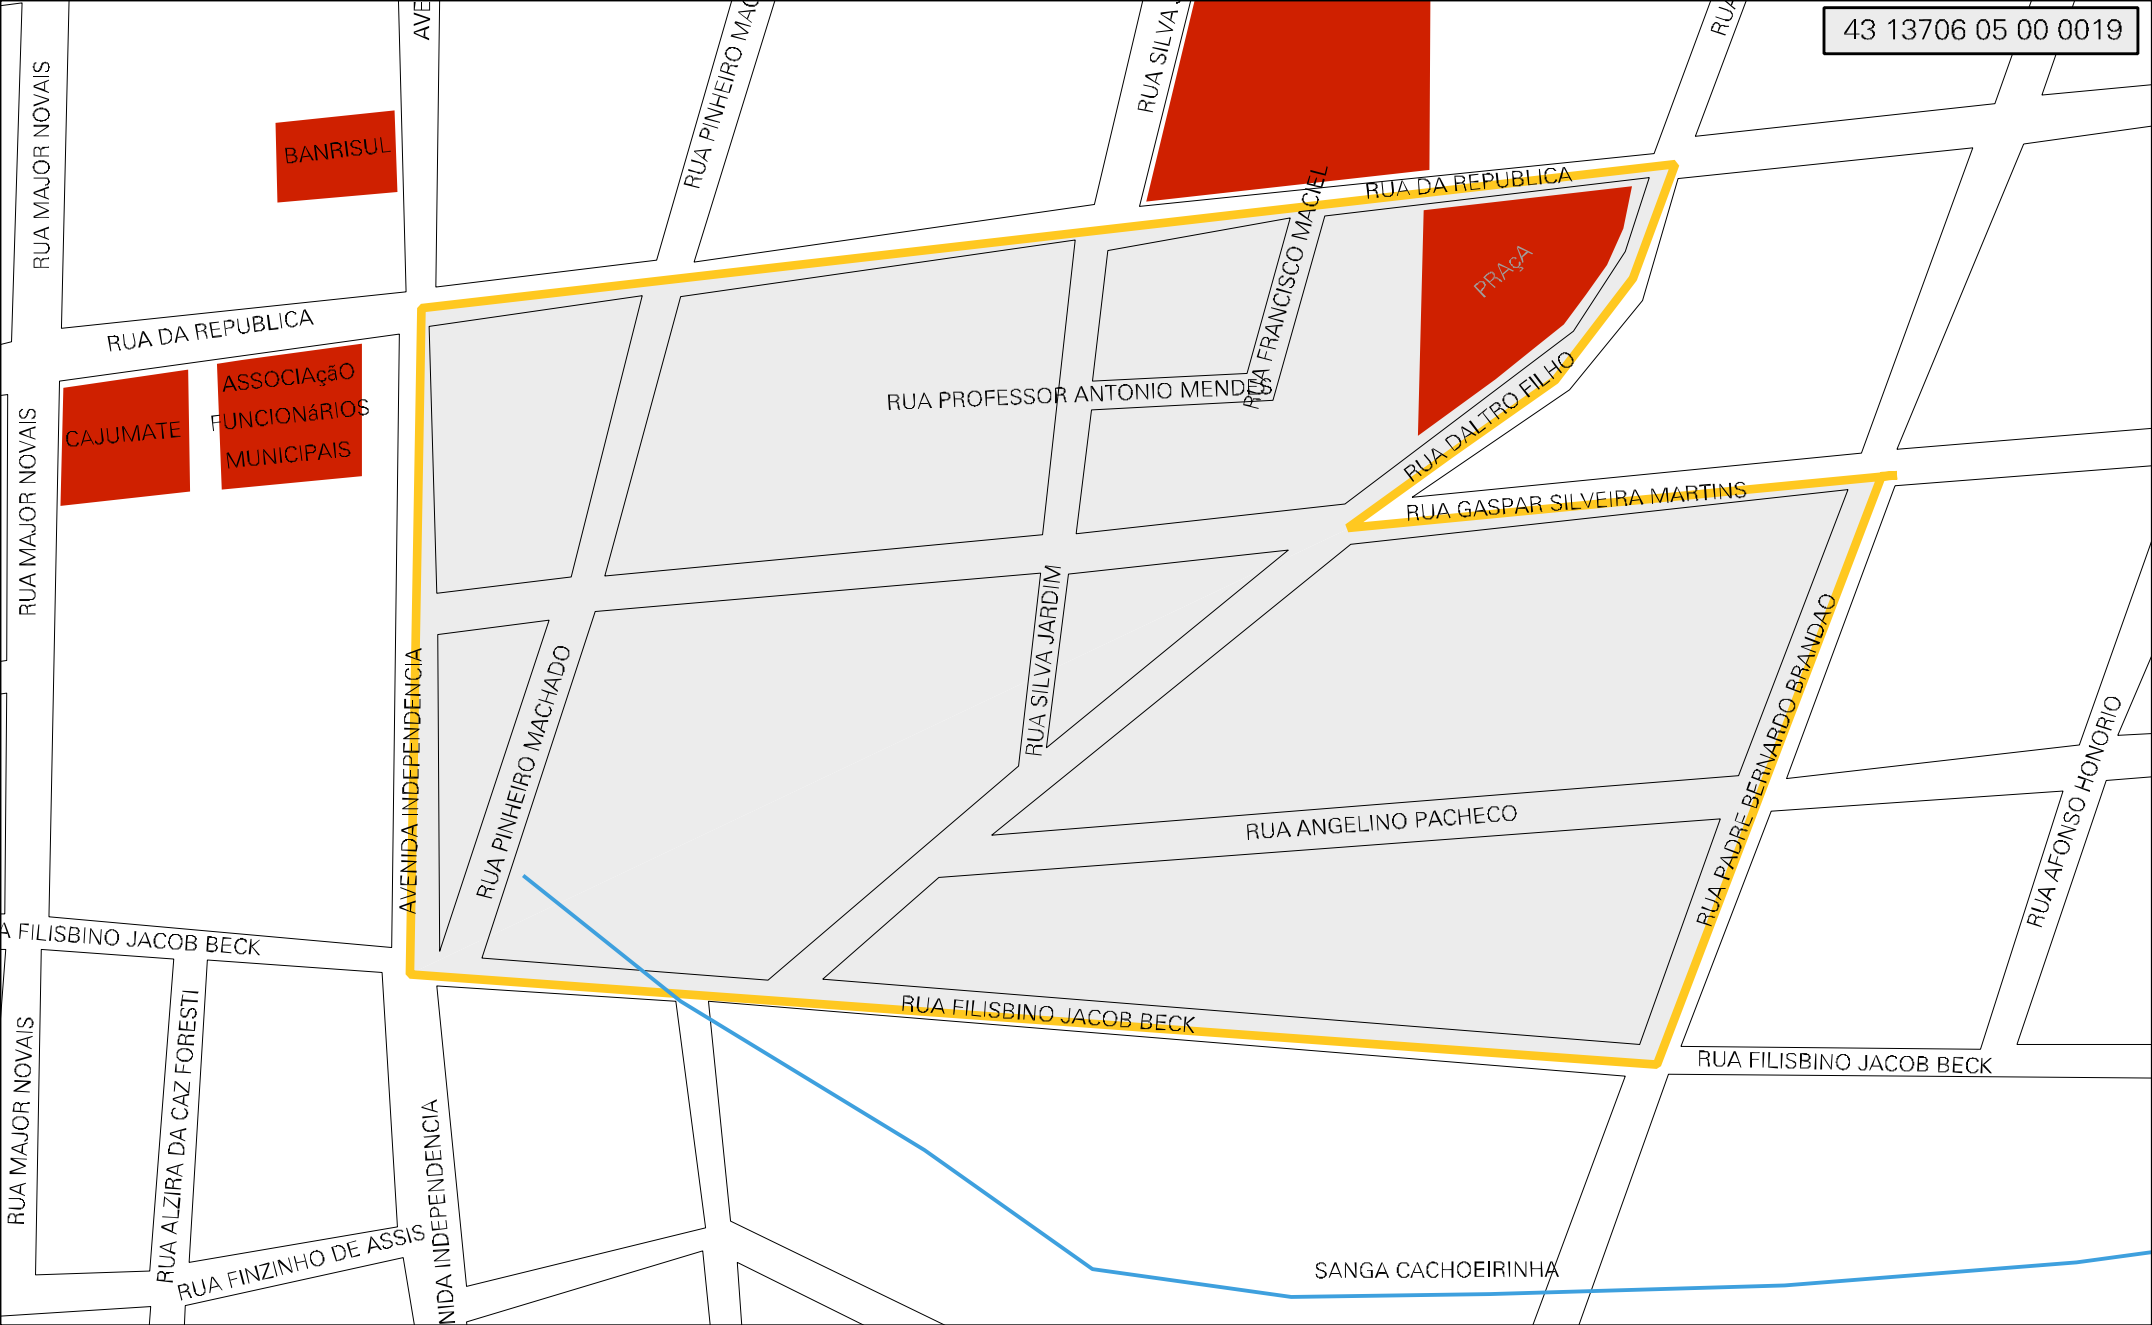 43 13706 05 00 0019
RUA MAJOR NOVAIS
BANRISUL
RUA PINHEIRO MAC
RUA SILVA
RUA
AVE
RUA DA REPUBLICA
RUA DA REPUBLICA
RUA FRANCISCO MACIEL
PRAçA
ASSOCIAçãO
FUNCIONáRIOS
MUNICIPAIS
CAJUMATE
RUA MAJOR NOVAIS
RUA PROFESSOR ANTONIO MENDES
RUA DALTRO FILHO
RUA GASPAR SILVEIRA MARTINS
RUA SILVA JARDIM
RUA PINHEIRO MACHADO
AVENIDA INDEPENDENCIA
RUA PADRE BERNARDO BRANDAO
RUA ANGELINO PACHECO
RUA AFONSO HONORIO
A FILISBINO JACOB BECK
RUA FILISBINO JACOB BECK
RUA FILISBINO JACOB BECK
RUA MAJOR NOVAIS
RUA ALZIRA DA CAZ FORESTI
NIDA INDEPENDENCIA
RUA FINZINHO DE ASSIS
SANGA CACHOEIRINHA